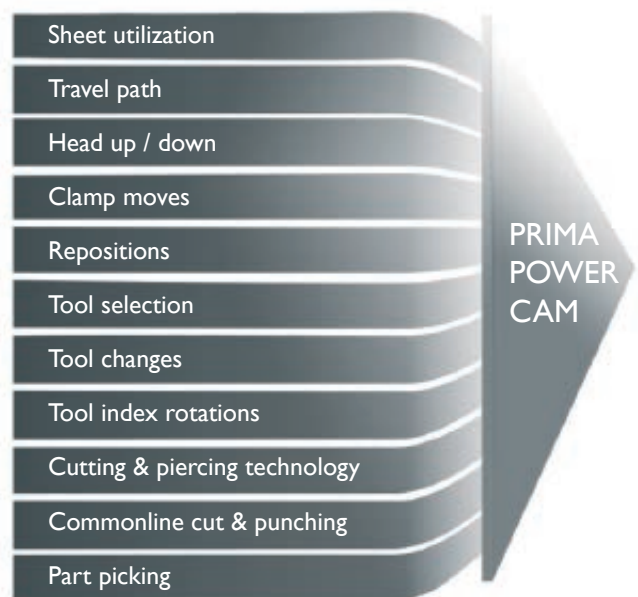 Sheet utilization
Travel path
Head up / down
Clamp moves
Repositions
Tool selection
Tool changes
Tool index rotations
Cutting & piercing technology
Commonline cut & punching
Part picking
PRIMA
POWER
CAM